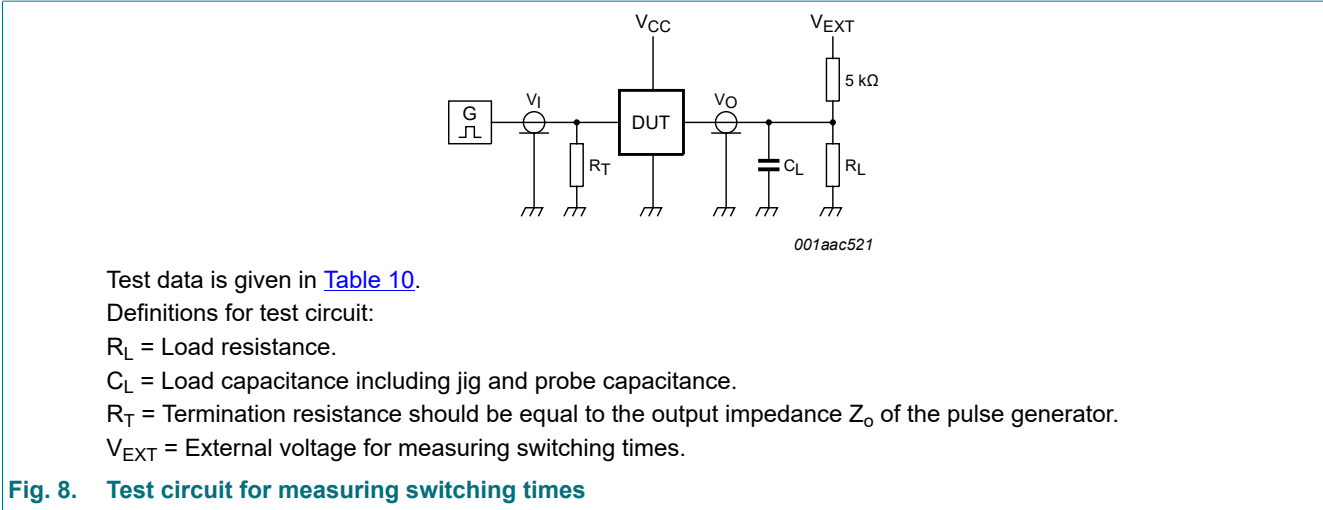 VCC
VEXT
5 kΩ
G
VI
DUT
VO
RT
CL
RL
001aac521
Test data is given in Table 10.
Definitions for test circuit:
RL = Load resistance.
CL = Load capacitance including jig and probe capacitance.
RT = Termination resistance should be equal to the output impedance Zo of the pulse generator.
VEXT = External voltage for measuring switching times.
Fig. 8. Test circuit for measuring switching times